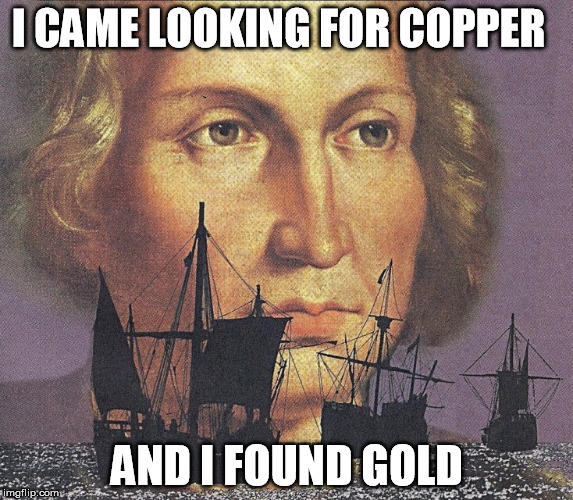 I CAME LOOKING FOR COPPER
AND I FOUND GOLD
imgflip.com